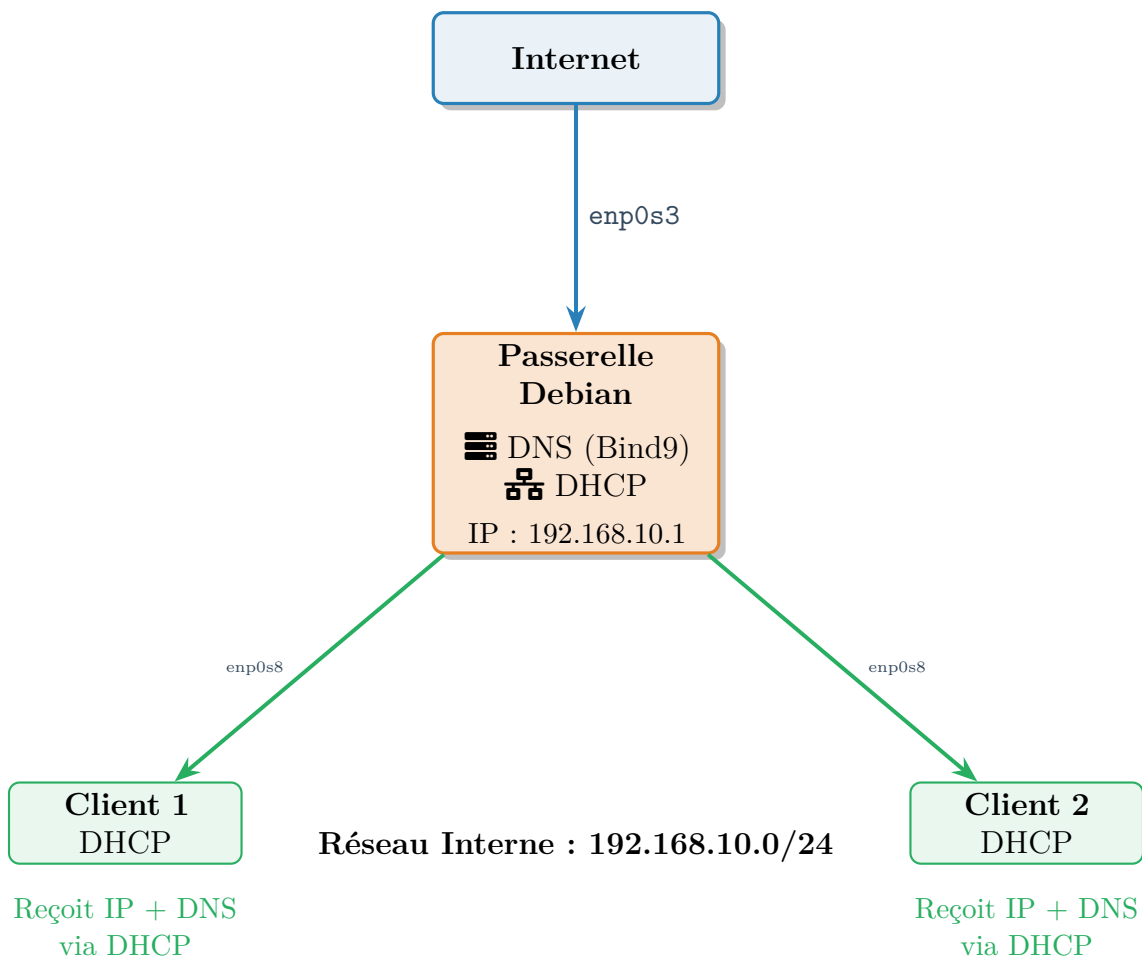 Internet
enp0s3
Passerelle
Debian
DNS (Bind9)
DHCP
IP : 192.168.10.1
enp0s8
enp0s8
Client 1
DHCP
Réseau Interne : 192.168.10.0/24
Client 2
DHCP
Reçoit IP + DNS
via DHCP
Reçoit IP + DNS
via DHCP